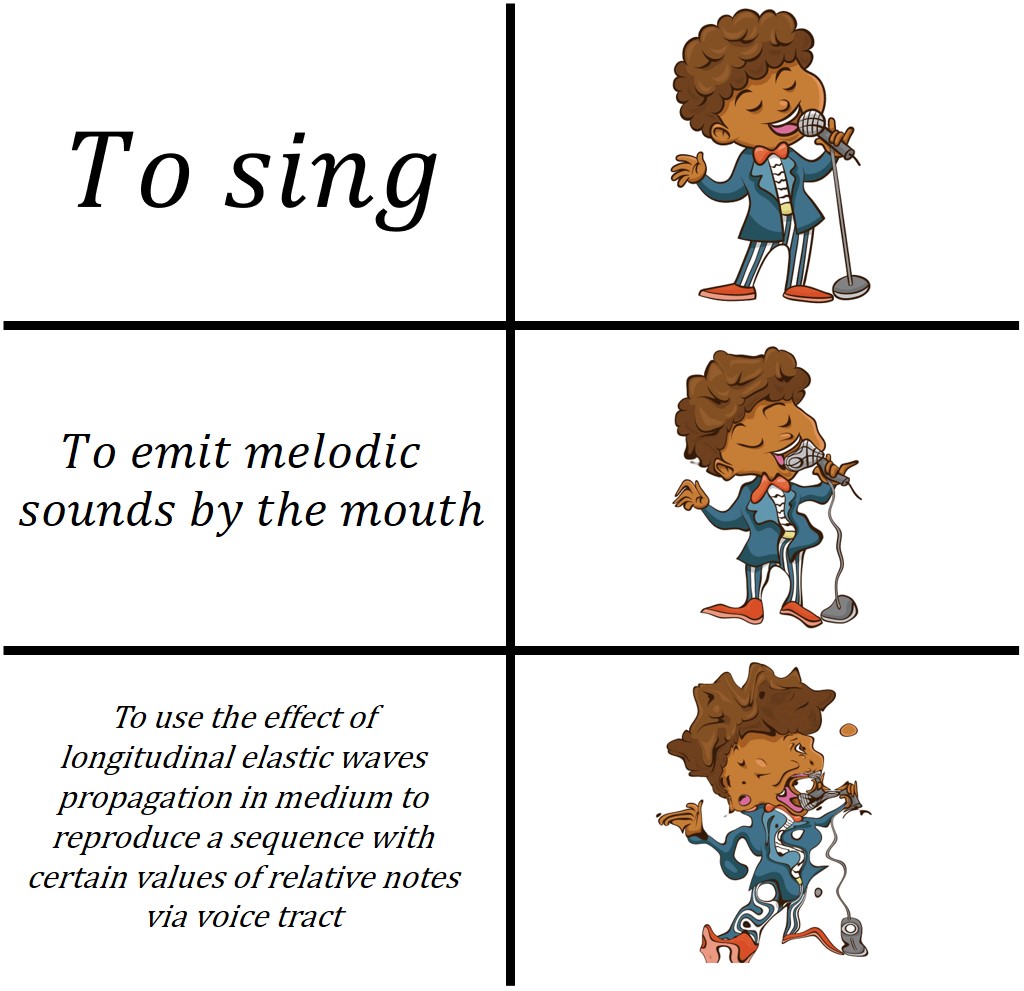 To sing
To emit melodic
sounds by the mouth
To use the effect of
longitudinal elastic waves
propagation in medium to
reproduce a sequence with
certain values of relative notes
via voice tract